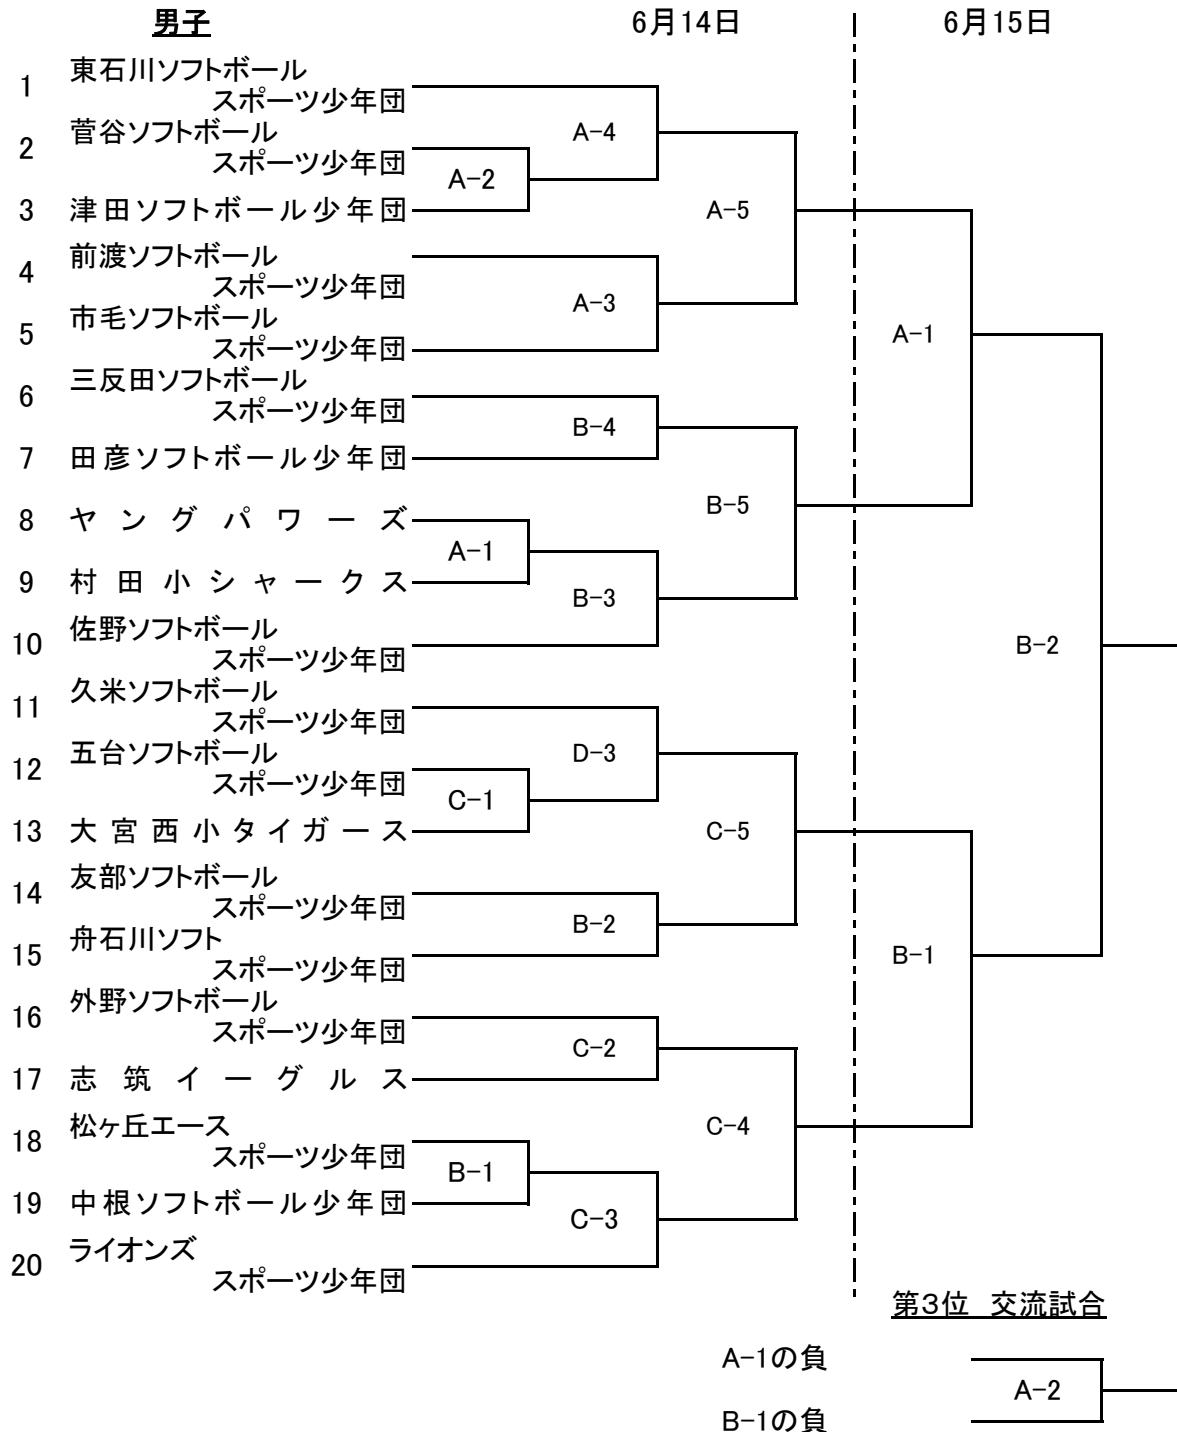 男子 6月14日 6月15日
1 東石川ソフトボール
スポーツ少年団
A-4
2 菅谷ソフトボール
スポーツ少年団
A-2
3 津田ソフトボール少年団
A-5
4 前渡ソフトボール
スポーツ少年団
A-3
5 市毛ソフトボール
スポーツ少年団
A-1
6 三反田ソフトボール
スポーツ少年団
B-4
7 田彦ソフトボール少年団
B-5
8 ヤングパワーズ
A-1
9 村田小シャークス
B-3
10 佐野ソフトボール
スポーツ少年団
B-2
11 久米ソフトボール
スポーツ少年団
D-3
12 五台ソフトボール
スポーツ少年団
C-1
13 大宮西小タイガース
C-5
14 友部ソフトボール
スポーツ少年団
B-2
15 舟石川ソフト
スポーツ少年団
B-1
16 外野ソフトボール
スポーツ少年団
C-2
17 志筑イーグルス
C-4
18 松ヶ丘エース
スポーツ少年団
B-1
19 中根ソフトボール少年団
C-3
20 ライオンズ
スポーツ少年団
第3位 交流試合
A-1の負
A-2
B-1の負